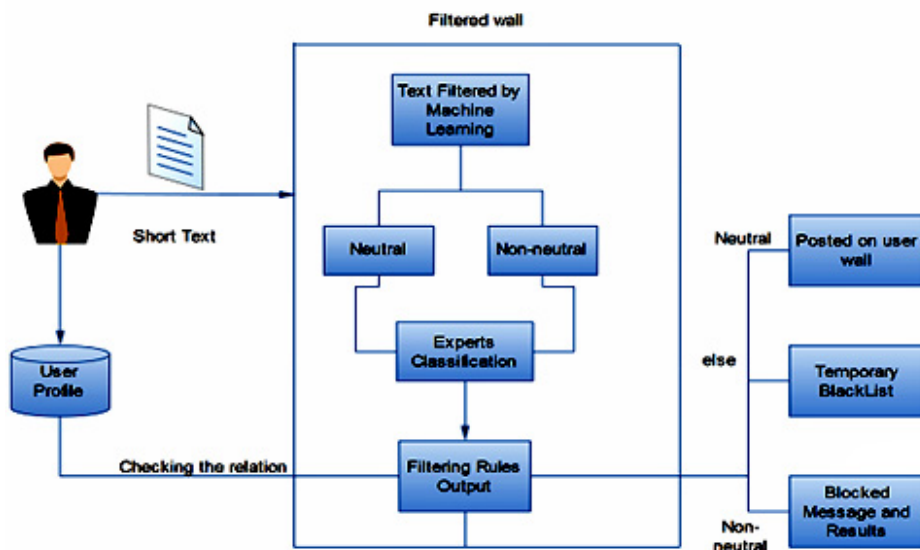 Filtered wall
Text Filtered by
Machine
Learning
Short Text
Neutral
Non-neutral
Neutral
Posted on user
wall
Experts
Classification
else
Temporary
BlackList
User
Profile
Checking the relation
Filtering Rules
Output
Blocked
Message and
Results
Non-
neutral